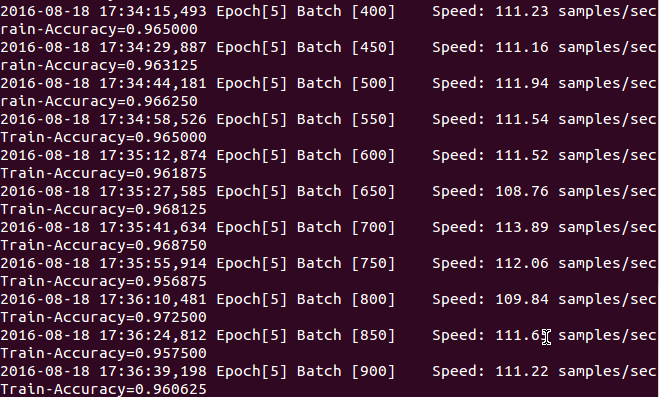 2016-08-18 17:34:15,493 Epoch[5] Batch [400]    Speed: 111.23 samples/sec
rain-Accuracy=0.965000
2016-08-18 17:34:29,887 Epoch[5] Batch [450]    Speed: 111.16 samples/sec
rain-Accuracy=0.963125
2016-08-18 17:34:44,181 Epoch[5] Batch [500]    Speed: 111.94 samples/sec
rain-Accuracy=0.966250
2016-08-18 17:34:58,526 Epoch[5] Batch [550]    Speed: 111.54 samples/sec
Train-Accuracy=0.965000
2016-08-18 17:35:12,874 Epoch[5] Batch [600]    Speed: 111.52 samples/sec
Train-Accuracy=0.961875
2016-08-18 17:35:27,585 Epoch[5] Batch [650]    Speed: 108.76 samples/sec
Train-Accuracy=0.968125
2016-08-18 17:35:41,634 Epoch[5] Batch [700]    Speed: 113.89 samples/sec
Train-Accuracy=0.968750
2016-08-18 17:35:55,914 Epoch[5] Batch [750]    Speed: 112.06 samples/sec
Train-Accuracy=0.956875
2016-08-18 17:36:10,481 Epoch[5] Batch [800]    Speed: 109.84 samples/sec
Train-Accuracy=0.972500
2016-08-18 17:36:24,812 Epoch[5] Batch [850]    Speed: samples/sec
Train-Accuracy=0.957500
2016-08-18 17:36:39,198 Epoch[5] Batch [900]    Speed: 111.22 samples/sec
Train-Accuracy=0.960625